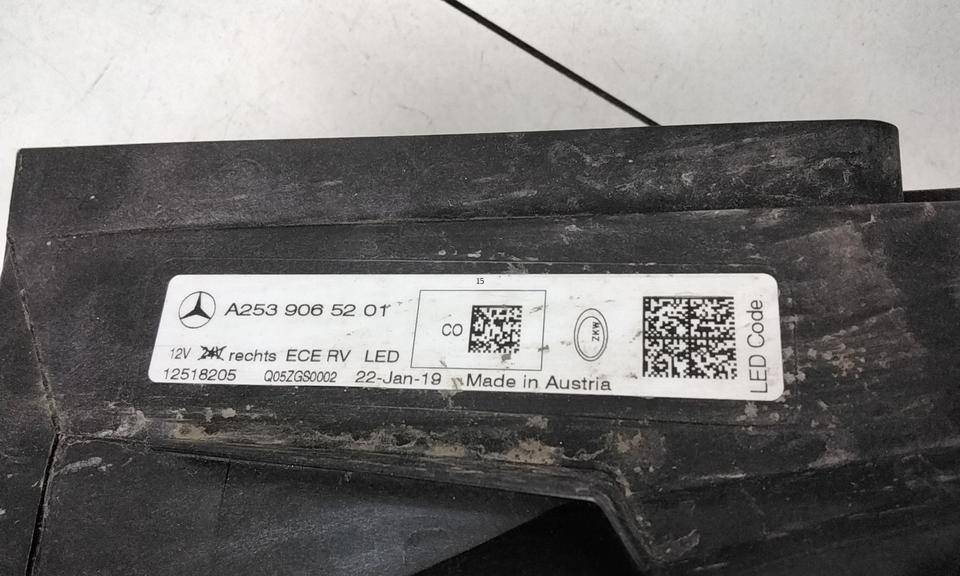 15
A253 906 52 01
CO
ZKW
12V 24V rechts ECE RV LED
12518205 Q05ZGS0002 22-Jan-19 Made in Austria
LED Code